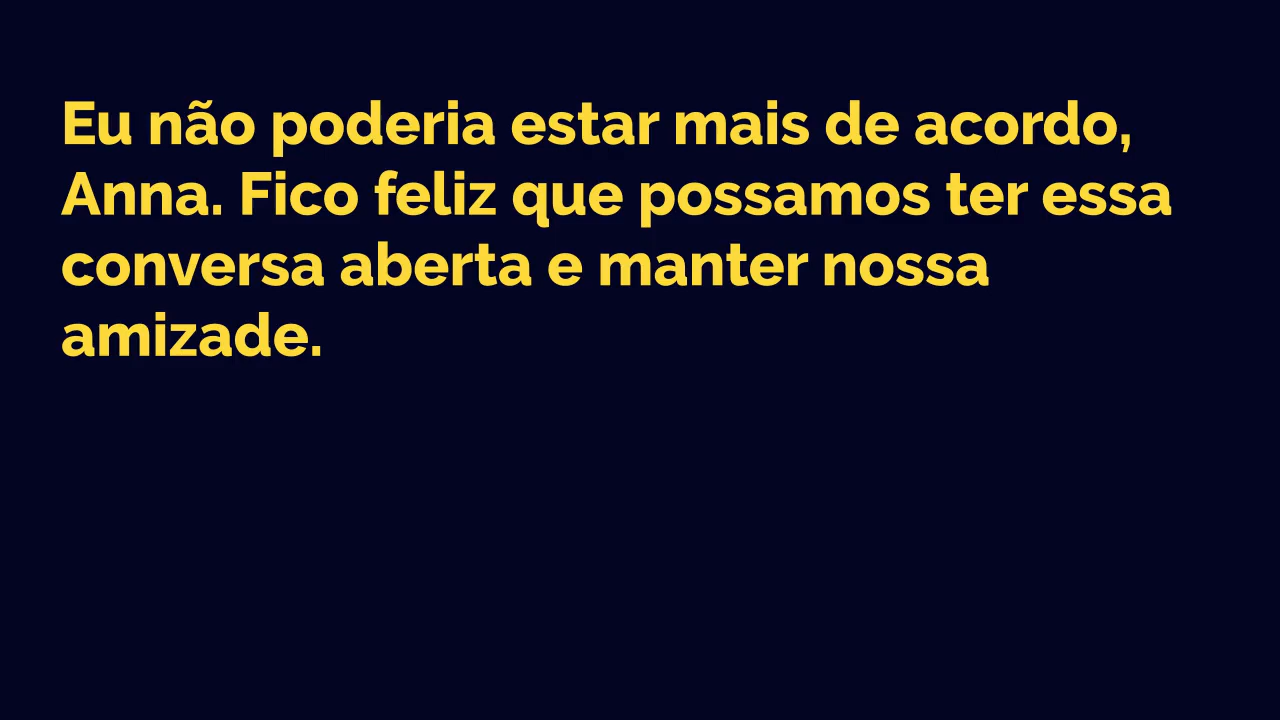 Eu não poderia estar mais de acordo,
Anna. Fico feliz que possamos ter essa
conversa aberta e manter nossa
amizade.